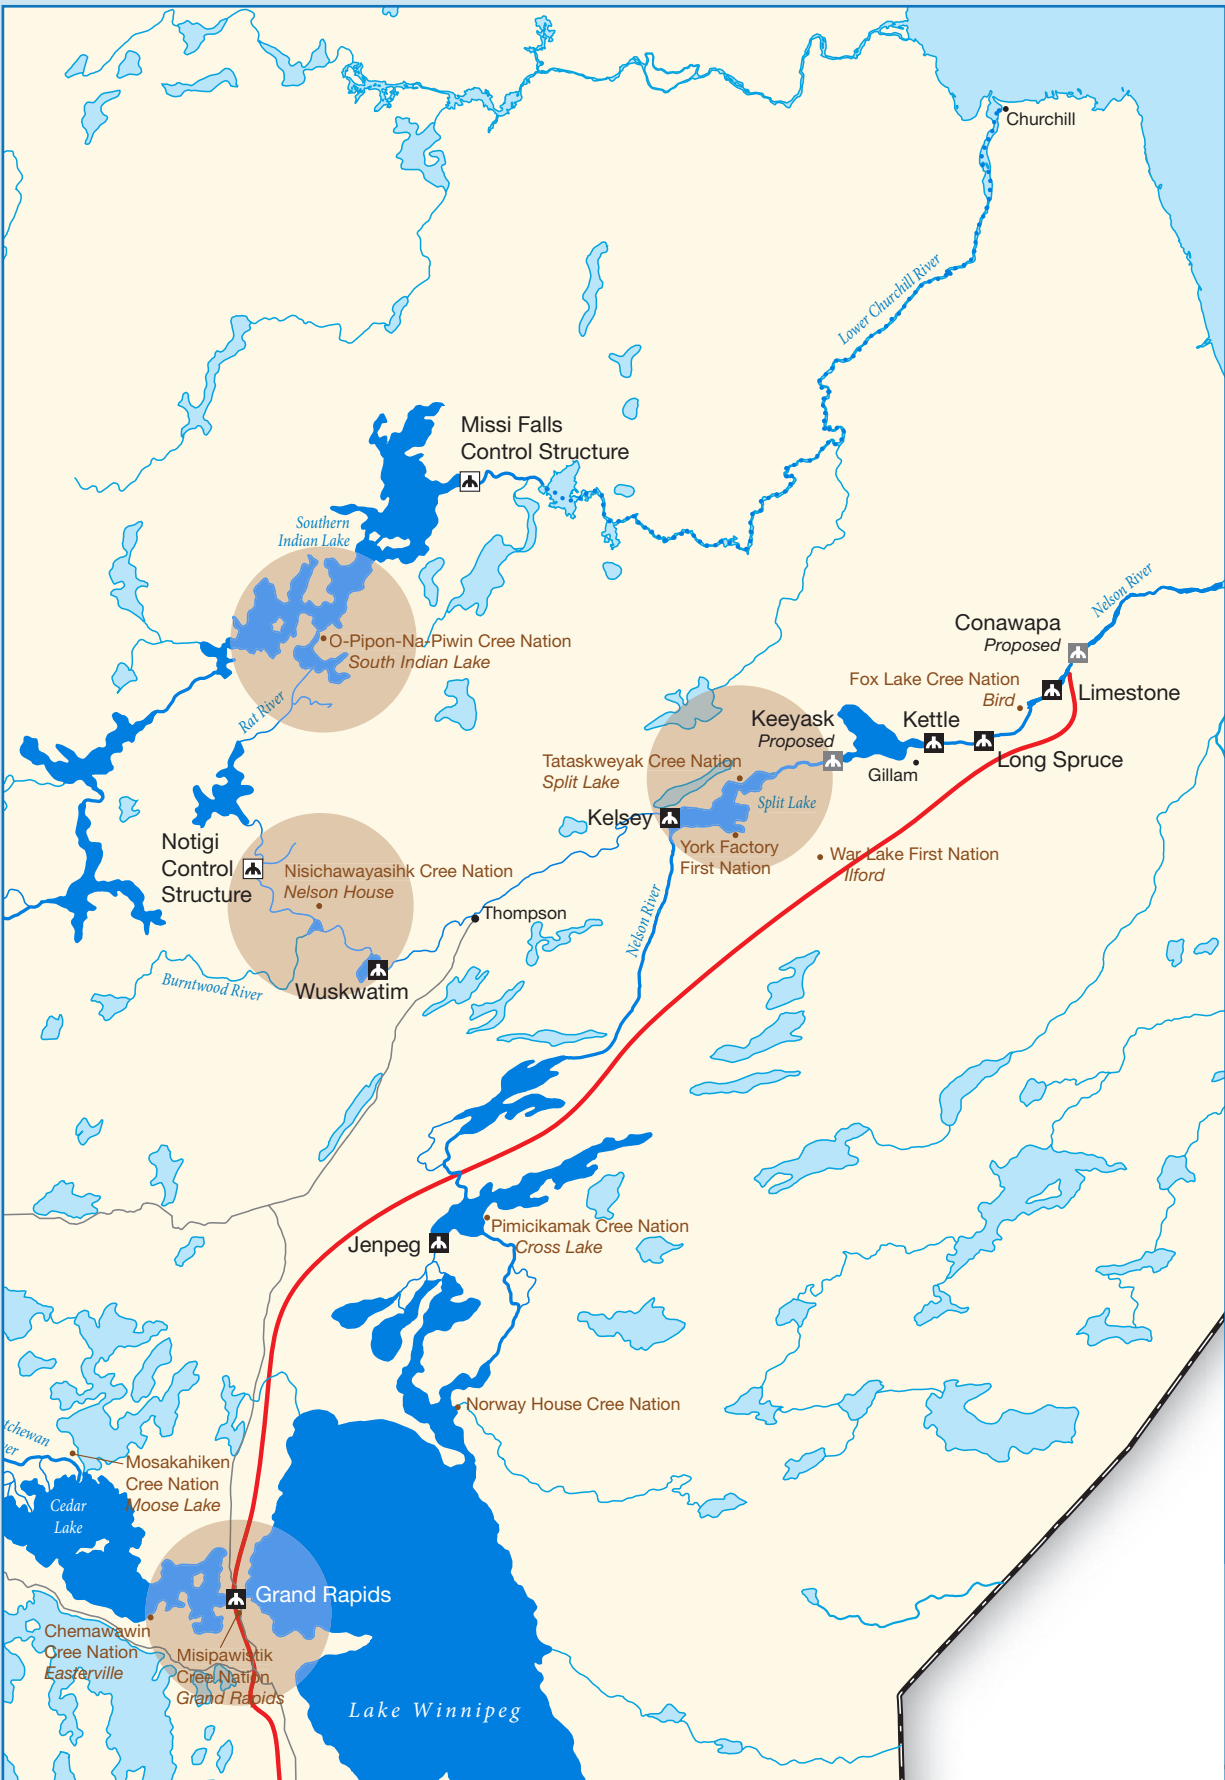 Churchill
Lower Churchill River
Missi Falls
Control Structure
Southern
Indian Lake
O-Pipon-Na-Piwin Cree Nation
South Indian Lake
Rat River
Nelson River
Conawapa
Proposed
Fox Lake Cree Nation
Bird
Limestone
Keeyask
Proposed
Kettle
Long Spruce
Gillam
Tataskweyak Cree Nation
Split Lake
Split Lake
Kelsey
York Factory
First Nation
War Lake First Nation
Ilford
Notigi
Control
Structure
Nisichawayasihk Cree Nation
Nelson House
Thompson
Nelson River
Burntwood River
Wuskwatim
Pimicikamak Cree Nation
Cross Lake
Jenpeg
Norway House Cree Nation
tchewan
ver
Mosakahiken
Cree Nation
Moose Lake
Cedar
Lake
Grand Rapids
Chemawawin
Cree Nation
Easterville
Misipawistik
Cree Nation
Grand Rapids
Lake Winnipeg